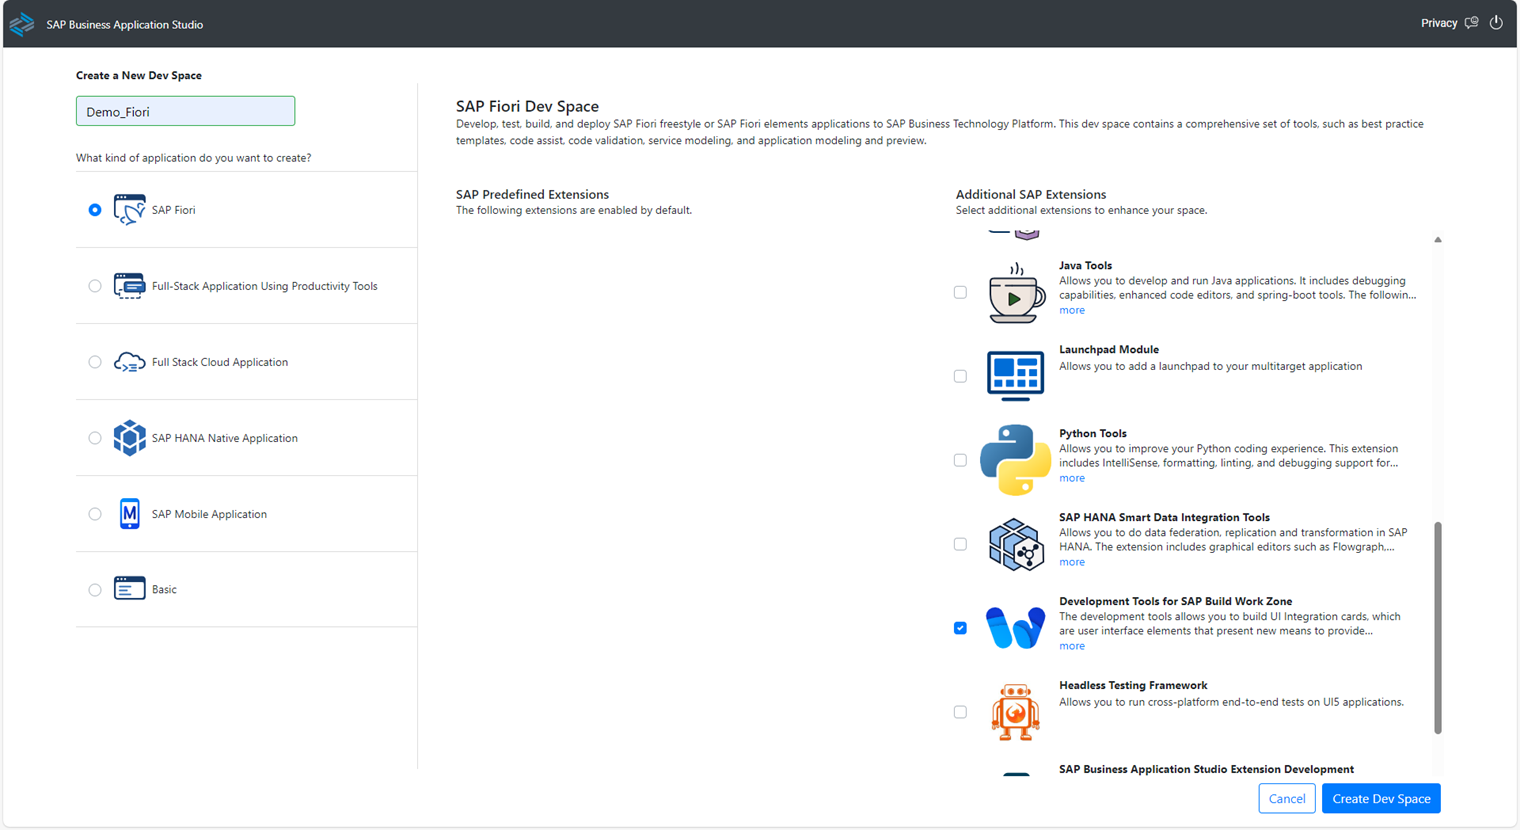 SAP Business Application Studio
Privacy
Create a New Dev Space
Demo_Fiori
What kind of application do you want to create?
SAP Fiori
Full-Stack Application Using Productivity Tools
Full Stack Cloud Application
SAP HANA Native Application
M
SAP Mobile Application
Basic
SAP Fiori Dev Space
Develop, test, build, and deploy SAP Fiori freestyle or SAP Fiori elements applications to SAP Business Technology Platform. This dev space contains a comprehensive set of tools, such as best practice
templates, code assist, code validation, service modeling, and application modeling and preview.
SAP Predefined Extensions
The following extensions are enabled by default.
Additional SAP Extensions
Select additional extensions to enhance your space.
Java Tools
Allows you to develop and run Java applications. It includes debugging
capabilities, enhanced code editors, and spring-boot tools. The followin...
more
Launchpad Module
Allows you to add a launchpad to your multitarget application
Python Tools
Allows you to improve your Python coding experience. This extension
includes IntelliSense, formatting, linting, and debugging support for...
more
SAP HANA Smart Data Integration Tools
Allows you to do data federation, replication and transformation in SAP
HANA. The extension includes graphical editors such as Flowgraph,...
more
Development Tools for SAP Build Work Zone
The development tools allows you to build UI Integration cards, which
are user interface elements that present new means to provide...
more
Headless Testing Framework
Allows you to run cross-platform end-to-end tests on UI5 applications.
SAP Business Application Studio Extension Development
Cancel
Create Dev Space